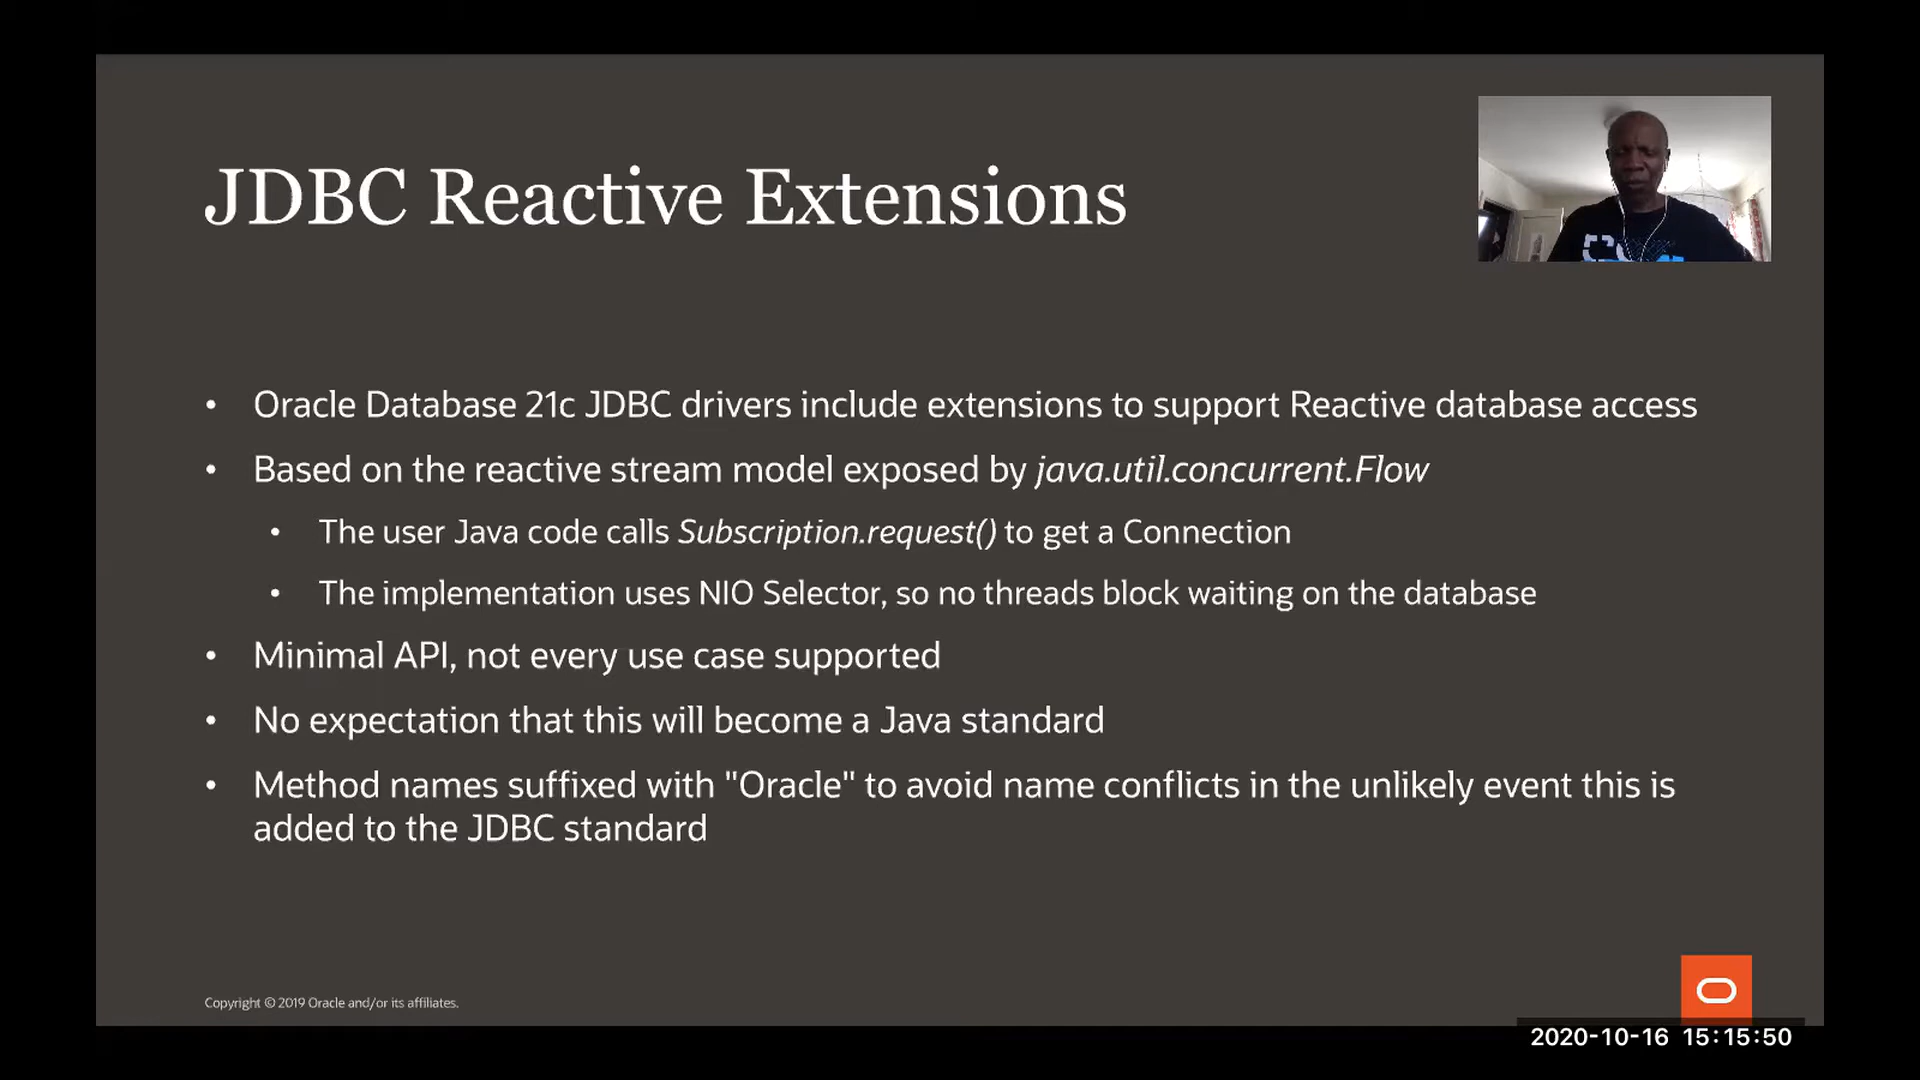 JDBC Reactive Extensions
• Oracle Database 21c JDBC drivers include extensions to support Reactive database access
• Based on the reactive stream model exposed by java.util.concurrent.Flow
• The user Java code calls Subscription.request() to get a Connection
• The implementation uses NIO Selector, so no threads block waiting on the database
• Minimal API, not every use case supported
• No expectation that this will become a Java standard
• Method names suffixed with "Oracle" to avoid name conflicts in the unlikely event this is
added to the JDBC standard
Copyright © 2019 Oracle and/or its affiliates.
2020-10-16 15:15:50